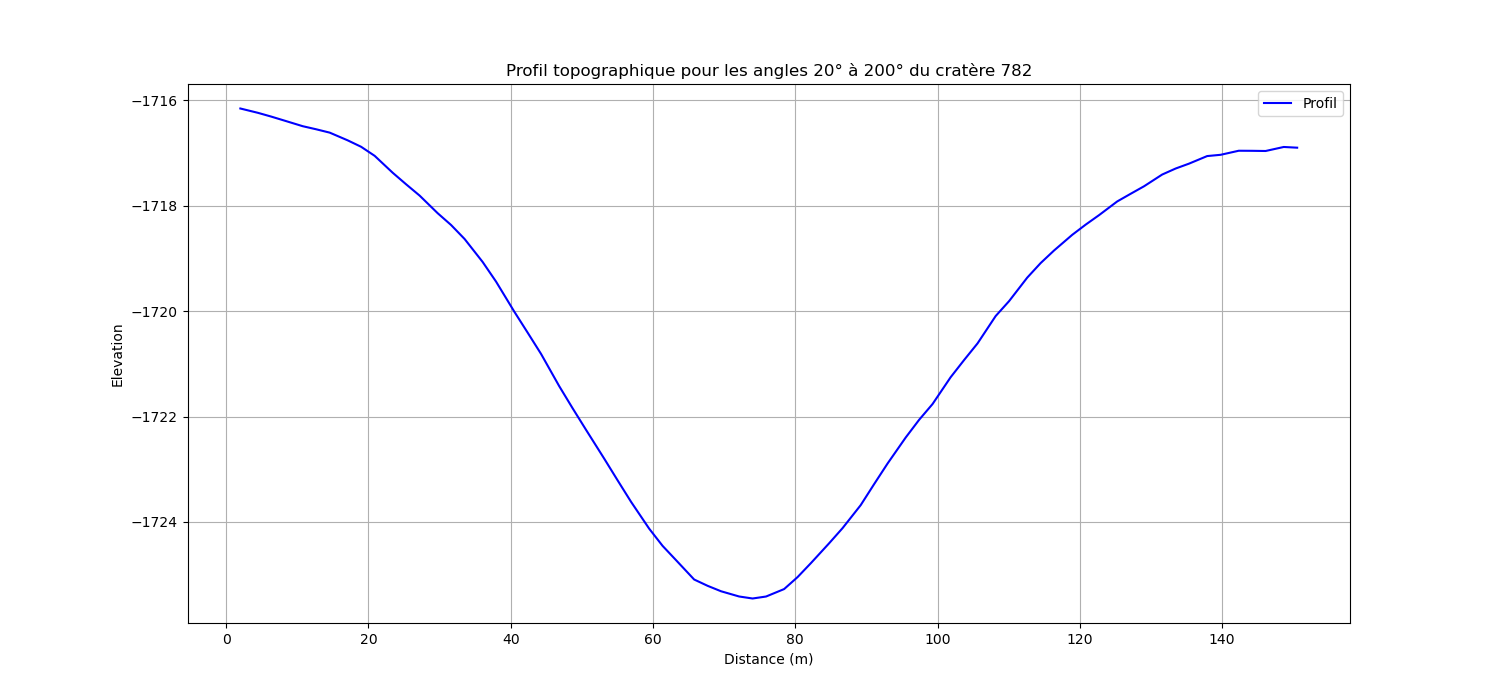 Profil topographique pour les angles 20° à 200° du cratère 782
Profil
−1716
−1718
−1720
−1722
−1724
Elevation
0 20 40 60 80 100 120 140
Distance (m)